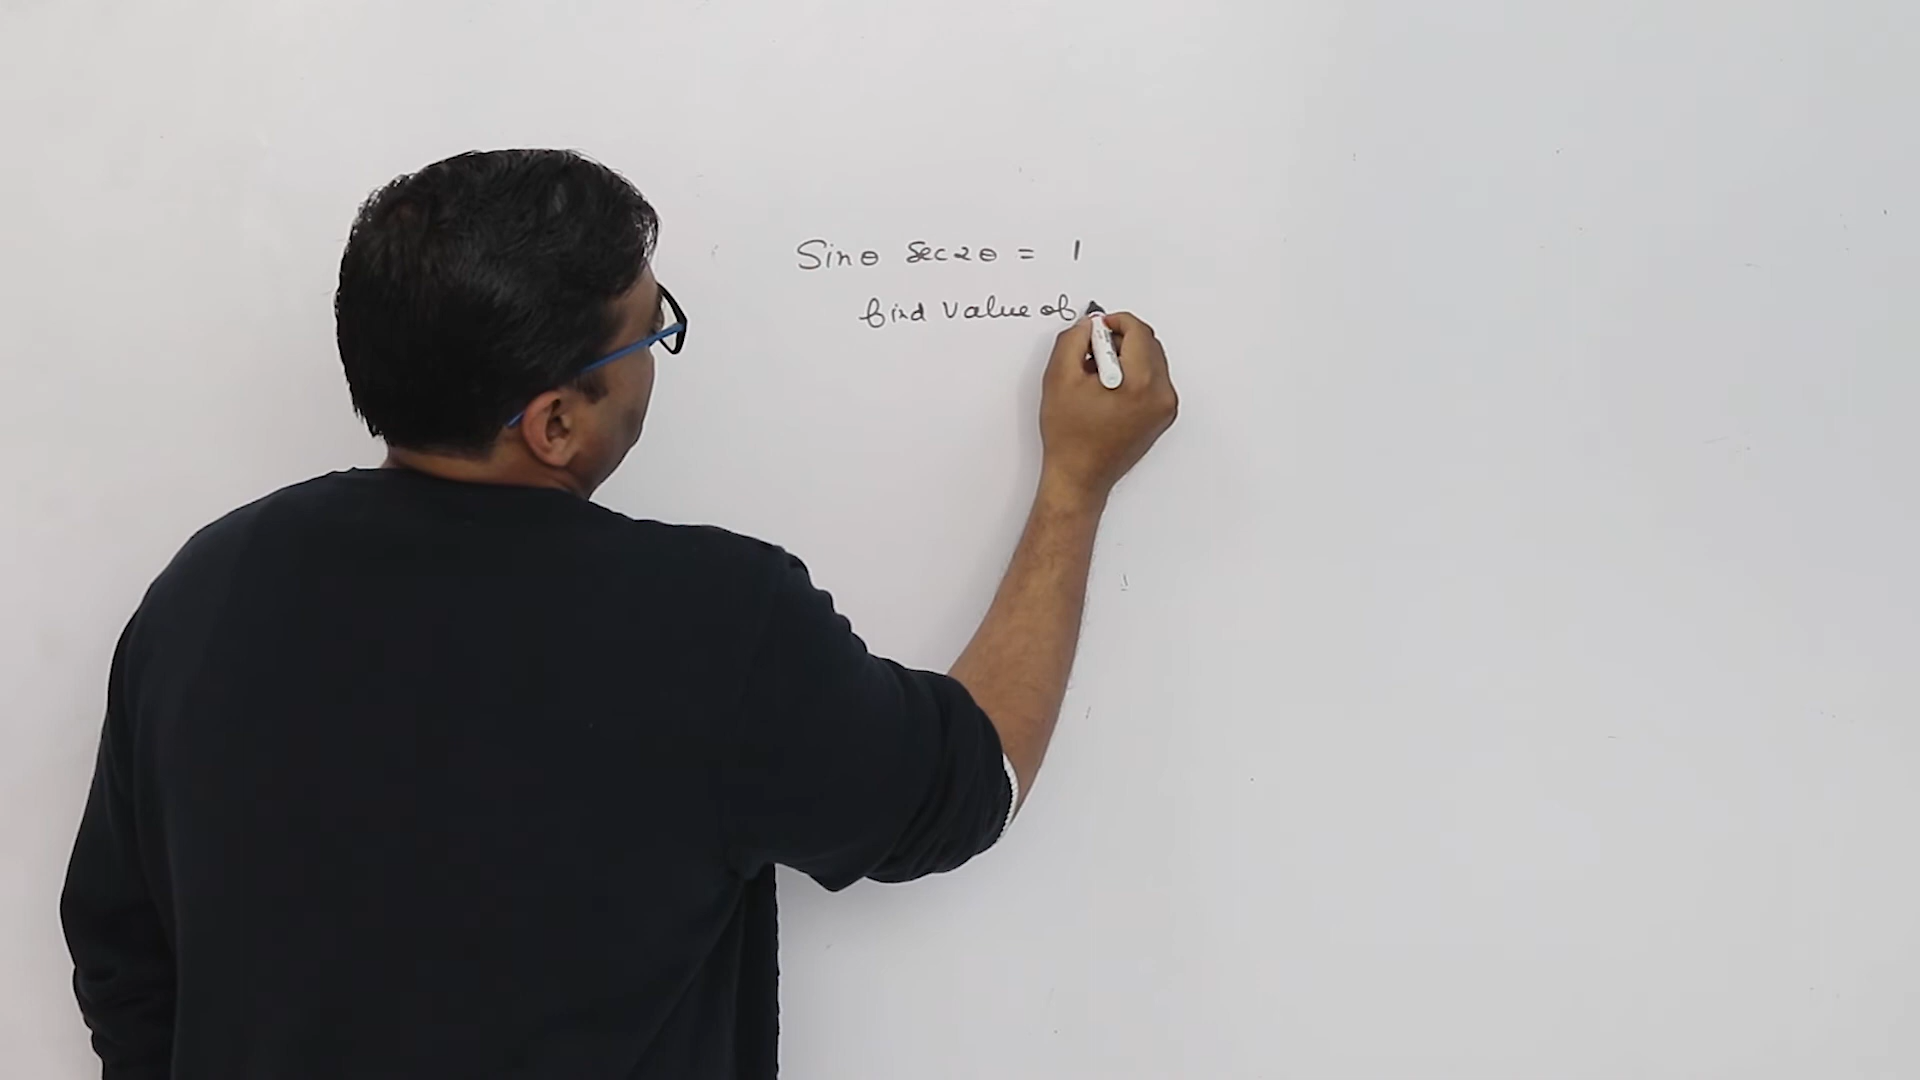 Sinθ Sec2θ = 1
find value of